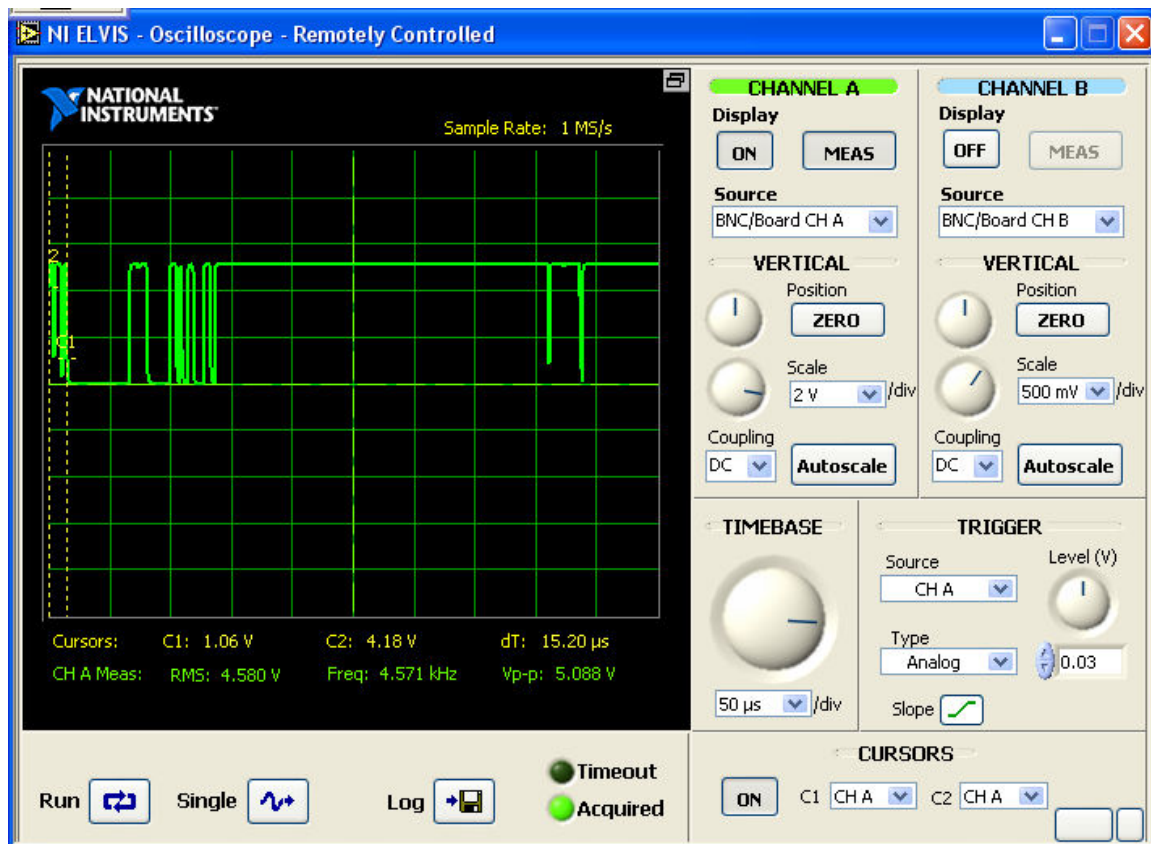 NI ELVIS - Oscilloscope - Remotely Controlled
NATIONAL
INSTRUMENTS
Sample Rate: 1 MS/s
2
C1
Cursors: C1: 1.06 V C2: 4.18 V dT: 15.20 µs
CH A Meas: RMS: 4.580 V Freq: 4.571 kHz Vp-p: 5.088 V
Run Single Log
Timeout
Acquired
CHANNEL A
Display
ON MEAS
Source
BNC/Board CH A
VERTICAL
Position
ZERO
Scale
2 V /div
Coupling
DC Autoscale
CHANNEL B
Display
OFF MEAS
Source
BNC/Board CH B
VERTICAL
Position
ZERO
Scale
500 mV /div
Coupling
DC Autoscale
TIMEBASE
50 µs /div
TRIGGER
Source
CH A
Level (V)
Type
Analog
0.03
Slope
CURSORS
ON C1 CH A C2 CH A